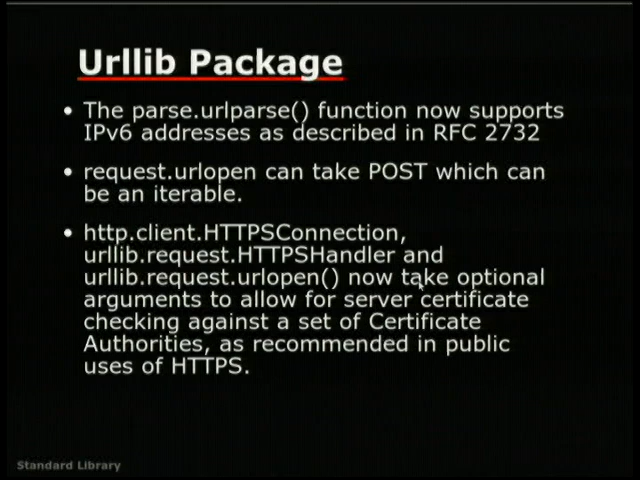 Urllib Package
• The parse.urlparse() function now supports
IPv6 addresses as described in RFC 2732
• request.urlopen can take POST which can
be an iterable.
• http.client.HTTPSConnection,
urllib.request.HTTPSHandler and
urllib.request.urlopen() now take optional
arguments to allow for server certificate
checking against a set of Certificate
Authorities, as recommended in public
uses of HTTPS.
Standard Library